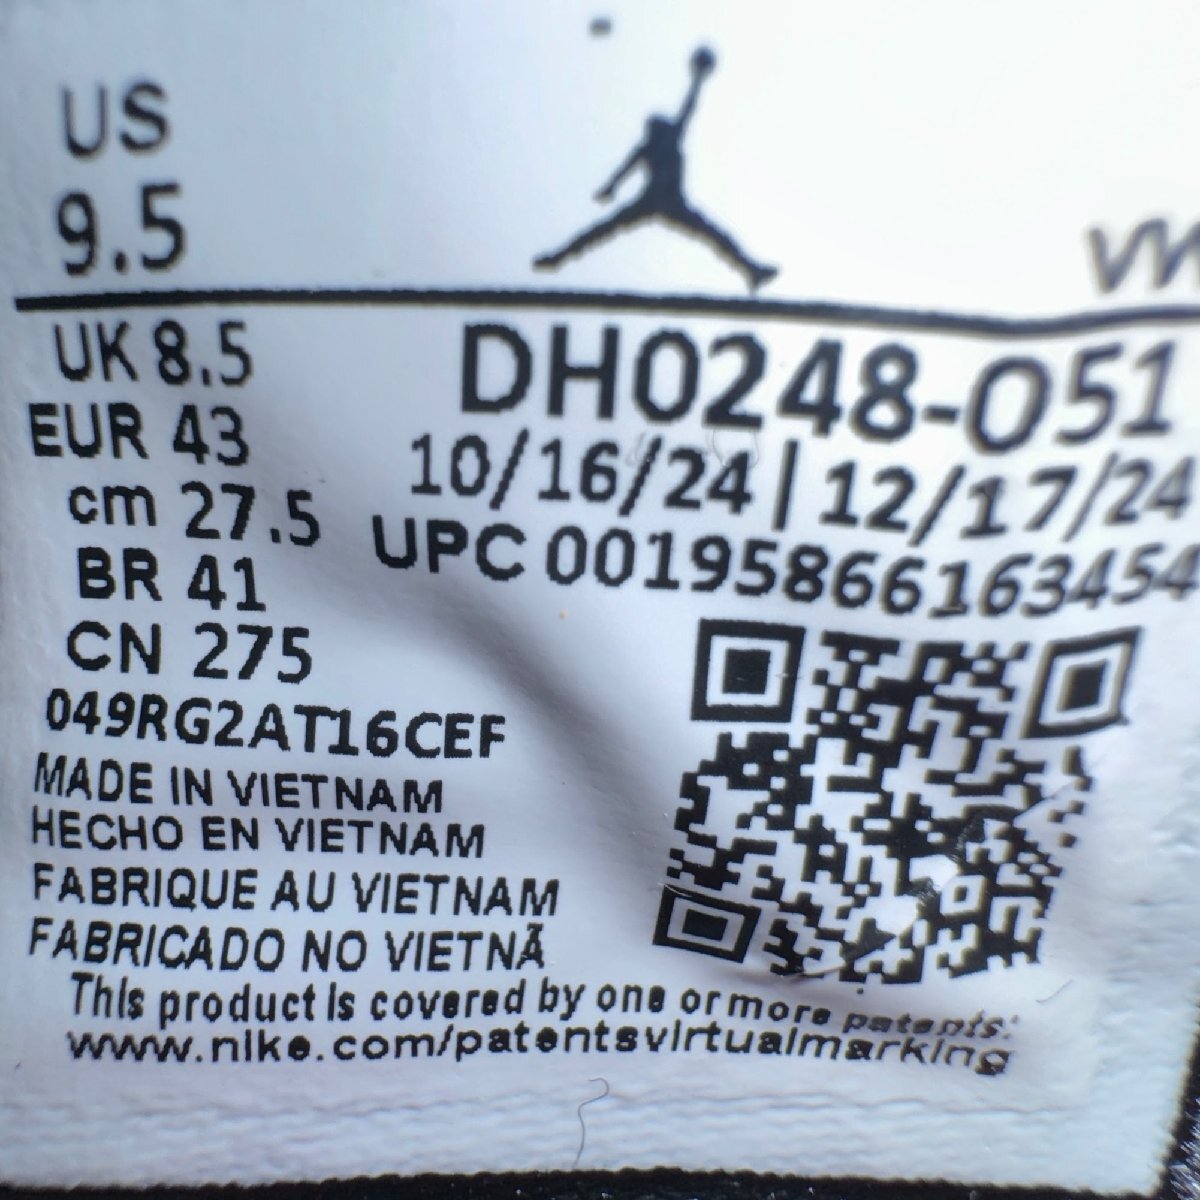 US
9.5
VN
UK 8.5
EUR 43
cm 27.5
BR 41
CN 275
DH0248-051
10/16/24 | 12/17/24
UPC 00195866163454
049RG2AT16CEF
MADE IN VIETNAM
HECHO EN VIETNAM
FABRIQUE AU VIETNAM
FABRICADO NO VIETNÃ
This product is covered by one or more patents:
www.nike.com/patentsvirtualmarking